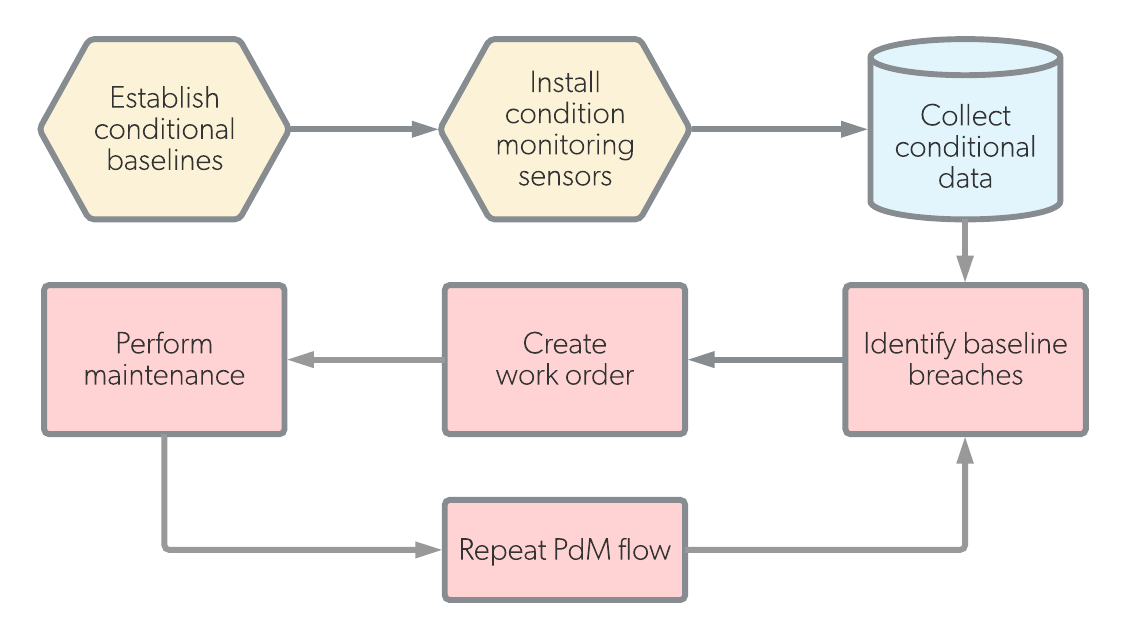 Establish
conditional
baselines
Install
condition
monitoring
sensors
Collect
conditional
data
Identify baseline
breaches
Create
work order
Perform
maintenance
Repeat PdM flow